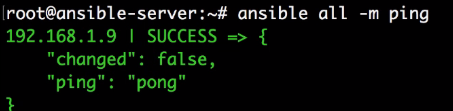 root@ansible-server:~# ansible all -m ping
192.168.1.9 | SUCCESS => {
    "changed": false,
    "ping": "pong"
}